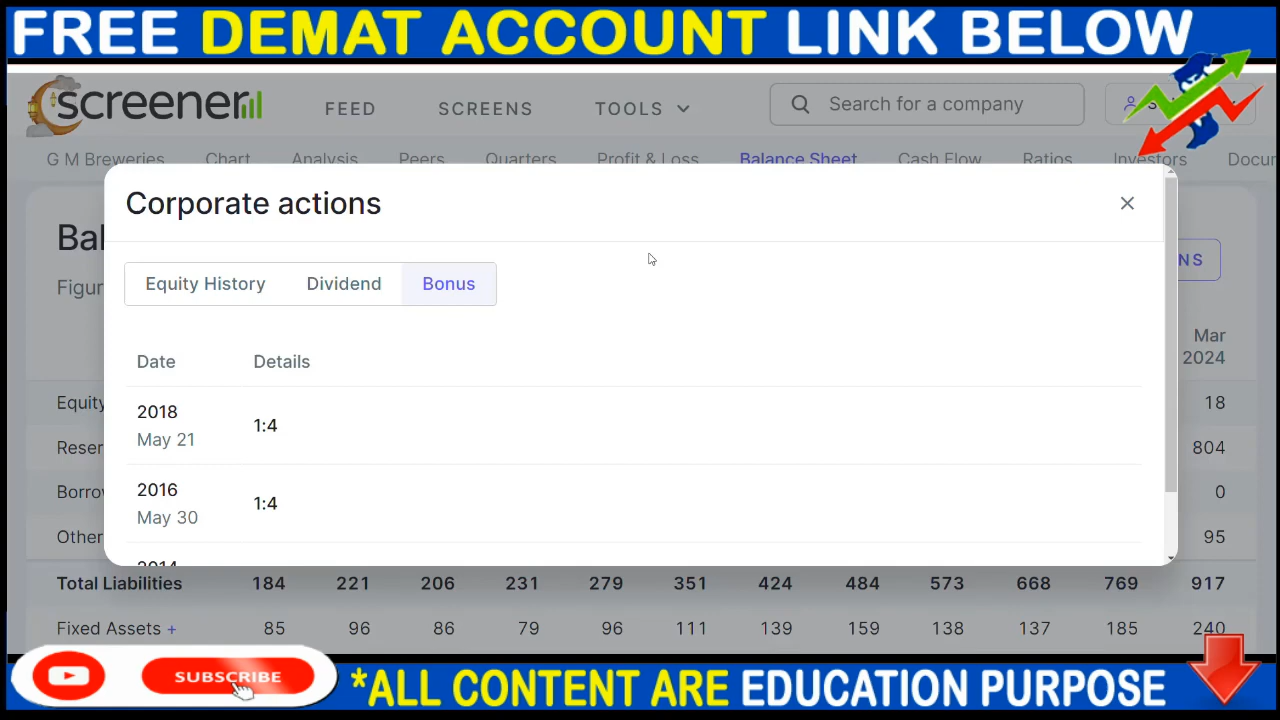 FREE DEMAT ACCOUNT LINK BELOW
screener
FEED SCREENS TOOLS Search for a company
G M Breweries Chart Analysis Peers Quarters Profit & Loss Balance Sheet Cash Flow Ratios Investors
Corporate actions
Equity History Dividend Bonus
Date Details
Mar
2024
2018
May 21
1:4
18
804
2016
May 30
1:4
0
95
2014
Total Liabilities 184 221 206 231 279 351 424 484 573 668 769 917
Fixed Assets + 85 96 86 79 96 111 139 159 138 137 185 240
SUBSCRIBE
*ALL CONTENT ARE EDUCATION PURPOSE